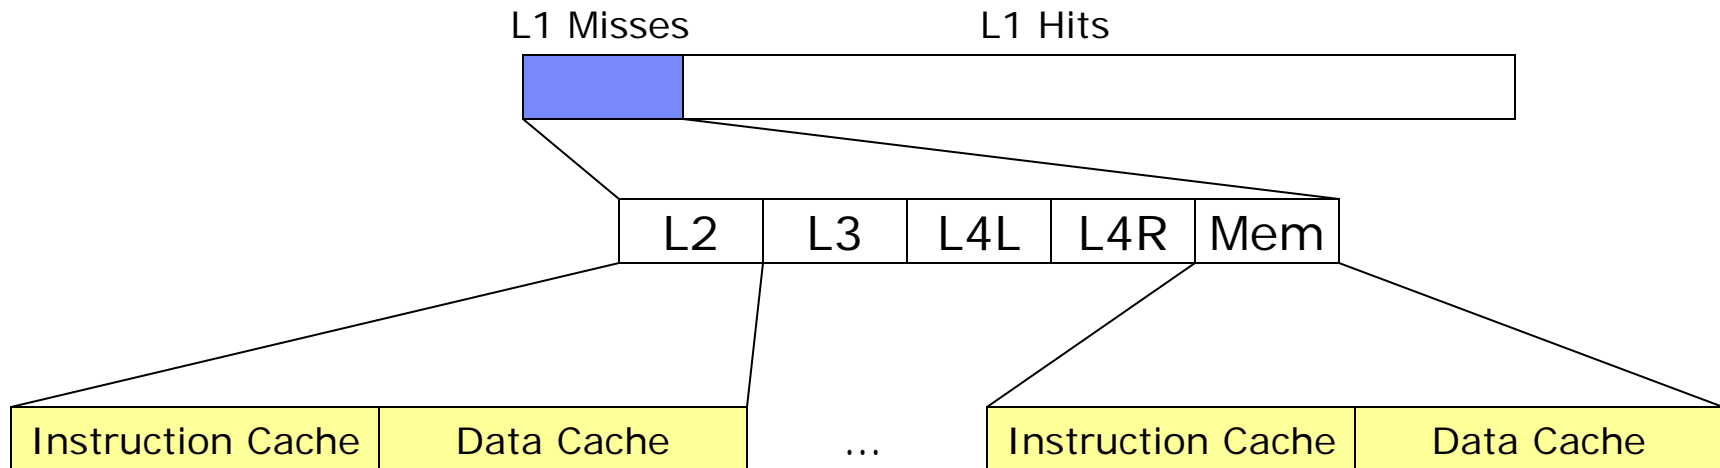 L1 Misses L1 Hits
L2 L3 L4L L4R Mem
Instruction Cache Data Cache ... Instruction Cache Data Cache